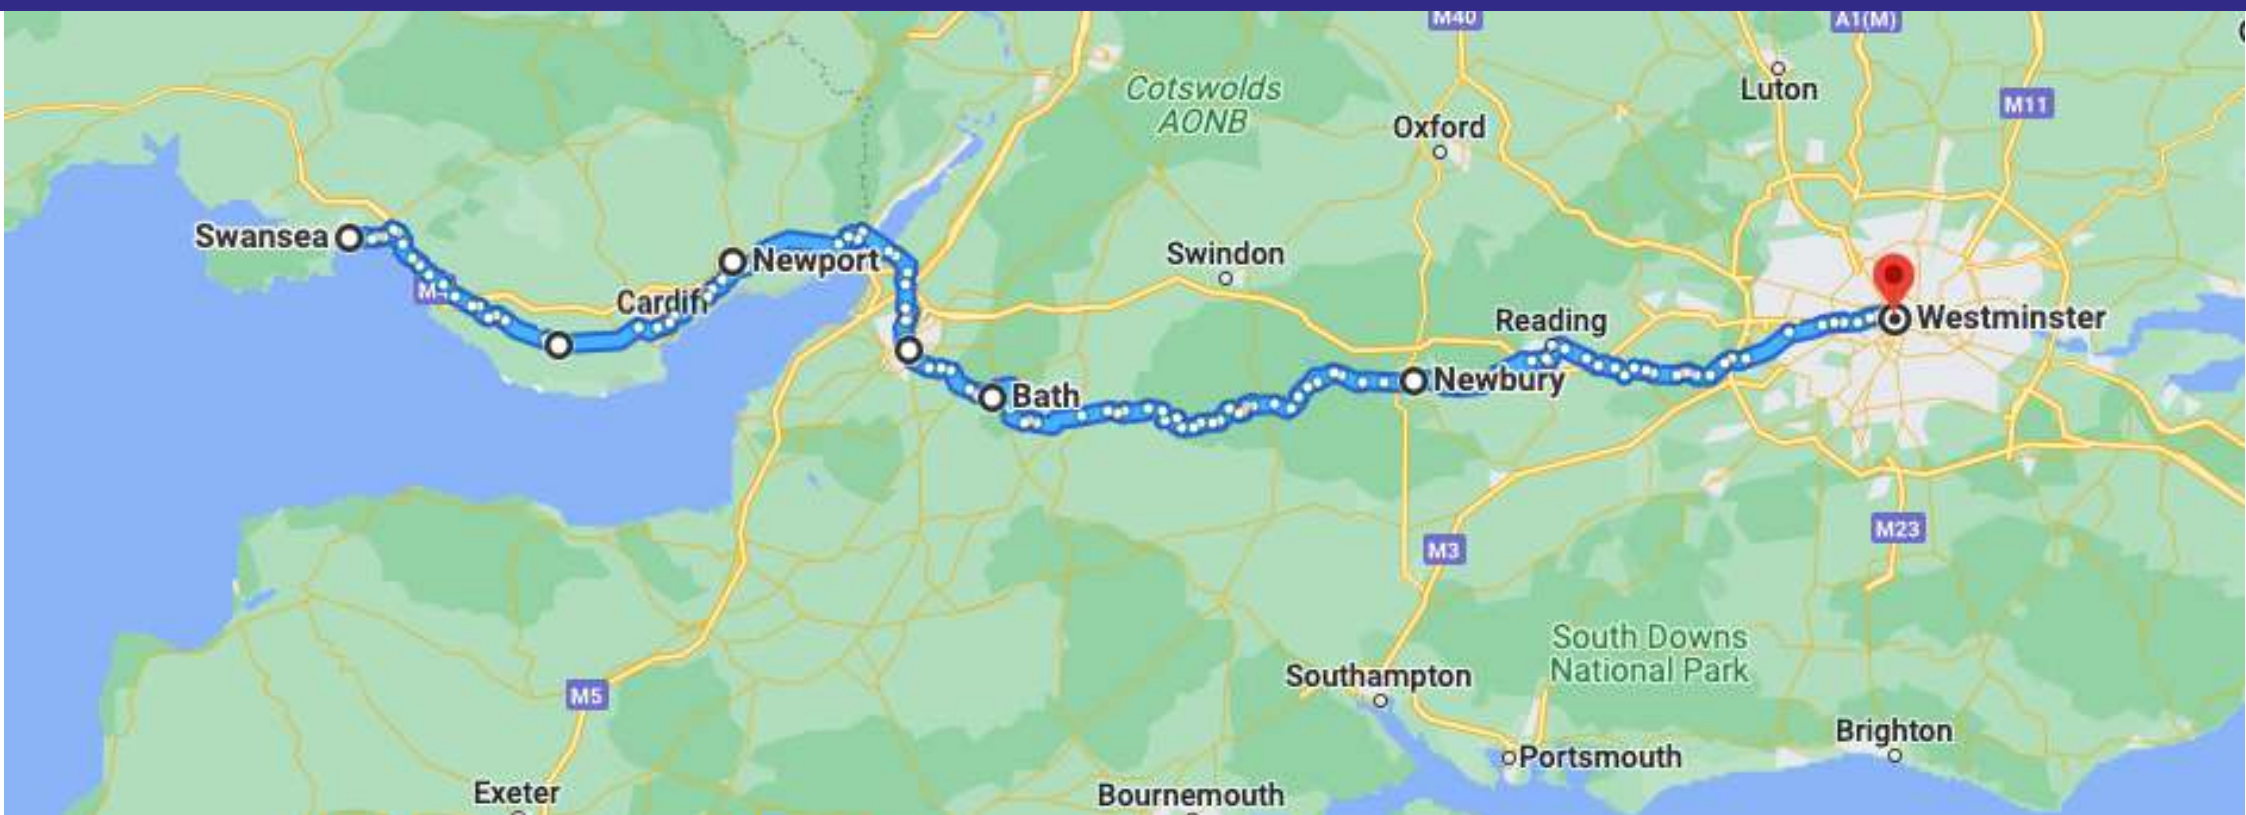 M40
A1(M)
Cotswolds
AONB
Luton
M11
Oxford
Swansea
Newport
Swindon
Cardiff
Reading
Westminster
Newbury
Bath
M3
M23
South Downs
National Park
Southampton
M5
Brighton
Portsmouth
Exeter
Bournemouth